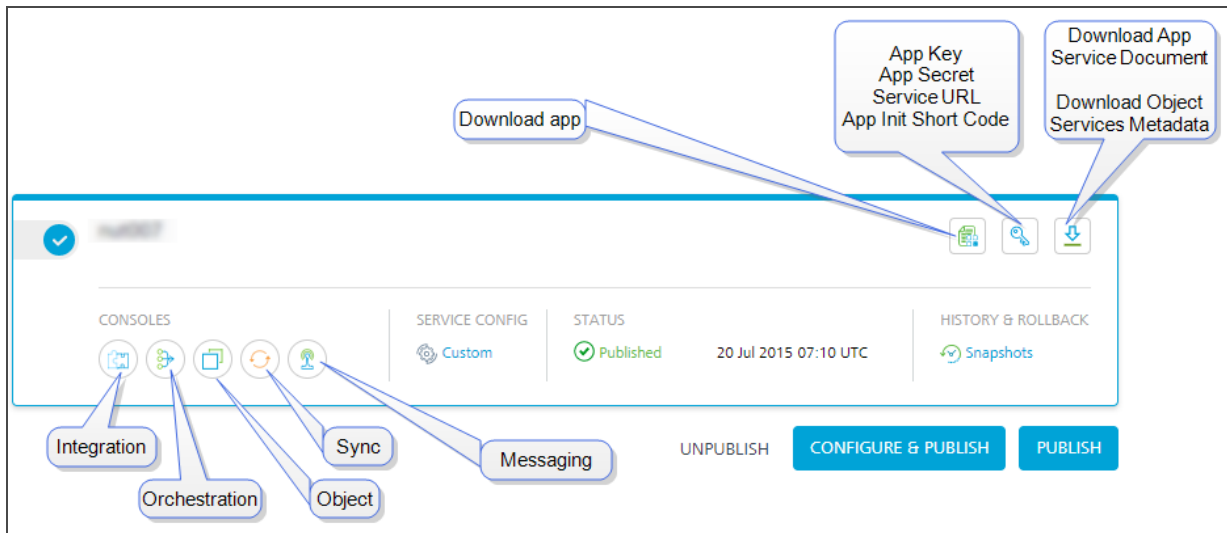 App Key
App Secret
Service URL
App Init Short Code
Download App
Service Document
Download Object
Services Metadata
Download app
CONSOLES
SERVICE CONFIG
STATUS
HISTORY & ROLLBACK
Custom
Published
20 Jul 2015 07:10 UTC
Snapshots
Integration
Orchestration
Object
Sync
Messaging
UNPUBLISH
CONFIGURE & PUBLISH
PUBLISH